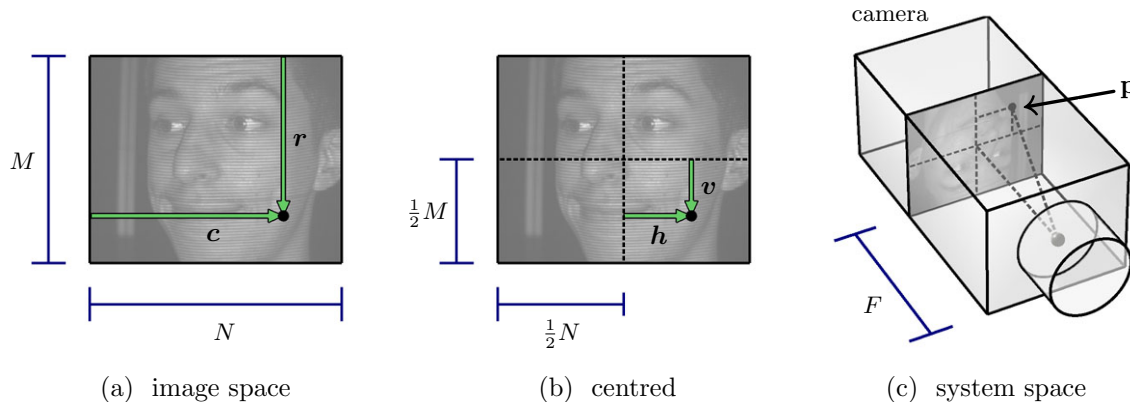 camera
M
r
c
N
½M
v
h
½N
p
F
(a) image space
(b) centred
(c) system space